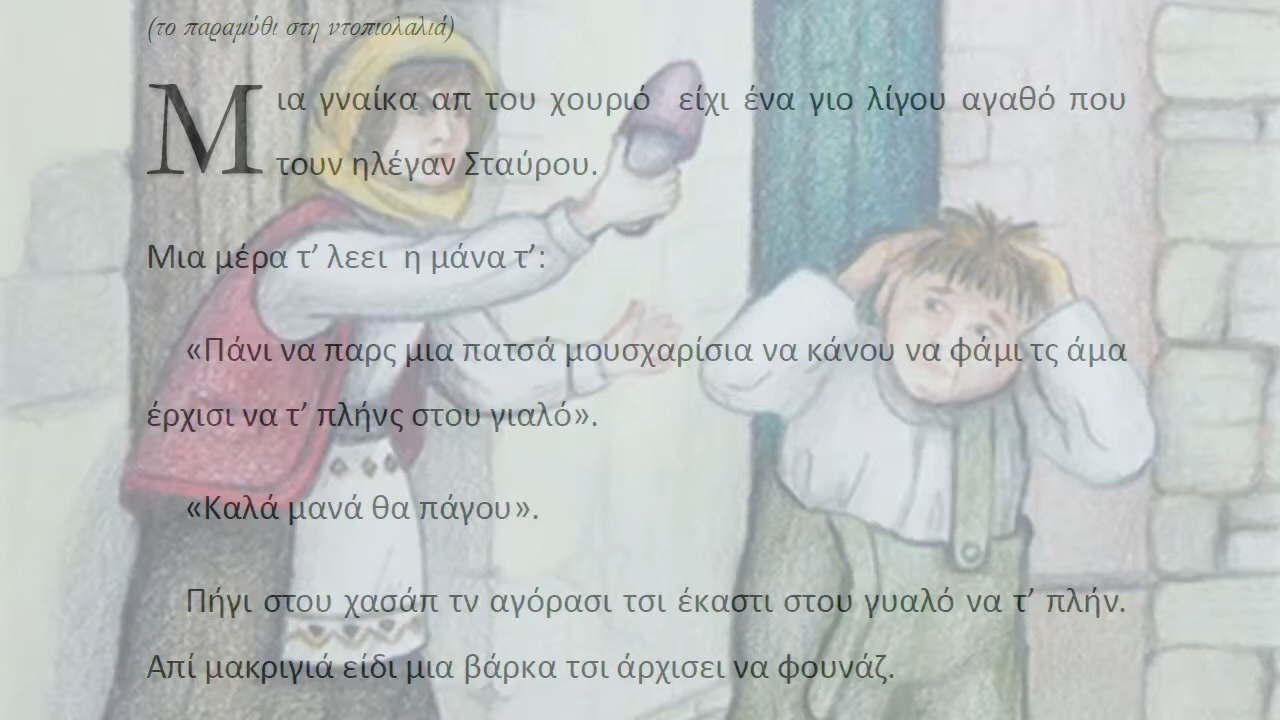 (το παραμύθι στη ντοπιολαλιά)
Μια γναίκα απ του χουριό είχι ένα γιο λίγου αγαθό που
τουν ηλέγαν Σταύρου.
Μια μέρα τ’ λεει η μάνα τ’:
«Πάνι να παρς μια πατσά μουσχαρίσια να κάνου να φάμι τς άμα
έρχισι να τ’ πλήνς στου γιαλό».
«Καλά μανά θα πάγου».
Πήγι στου χασάπ τν αγόρασι τσι έκαστι στου γυαλό να τ’ πλήν.
Απί μακριγιά είδι μια βάρκα τσι άρχισει να φουνάζ.